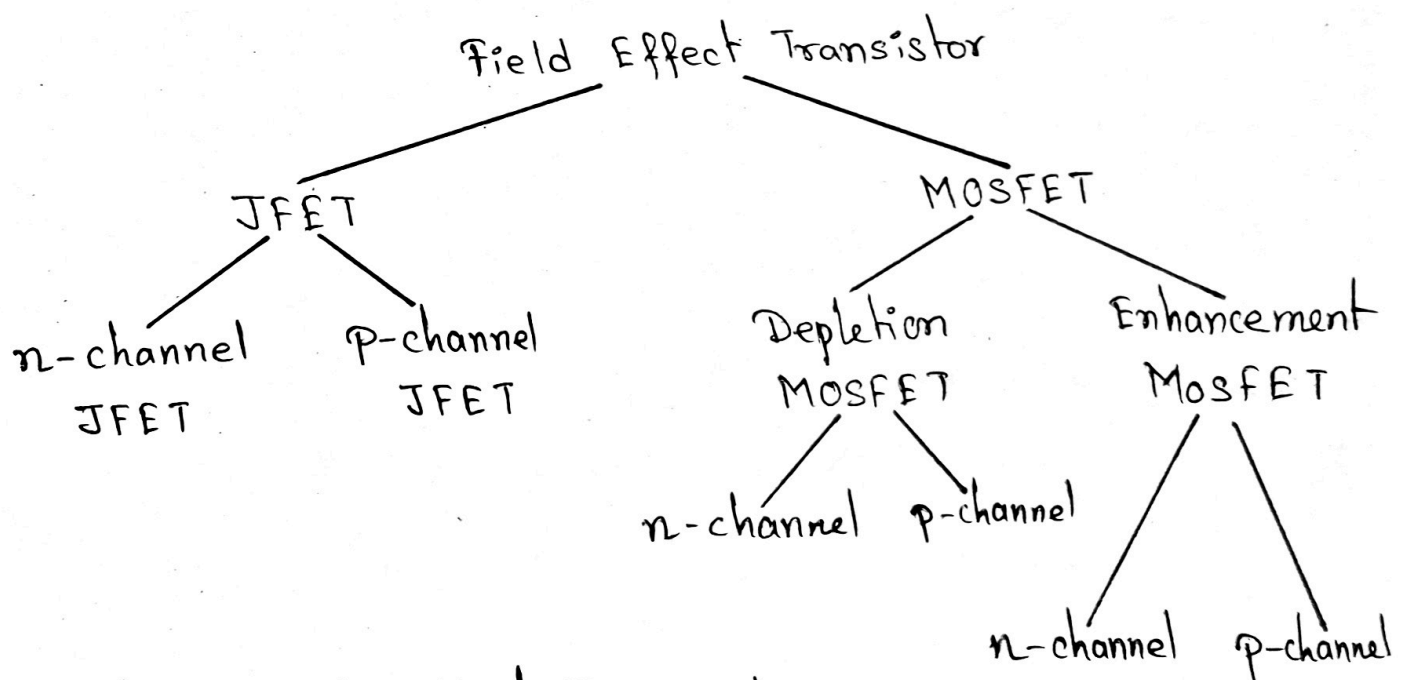 Field Effect Transistor
JFET
MOSFET
n-channel
JFET
p-channel
JFET
Depletion
MOSFET
Enhancement
MOSFET
n-channel
p-channel
n-channel
p-channel